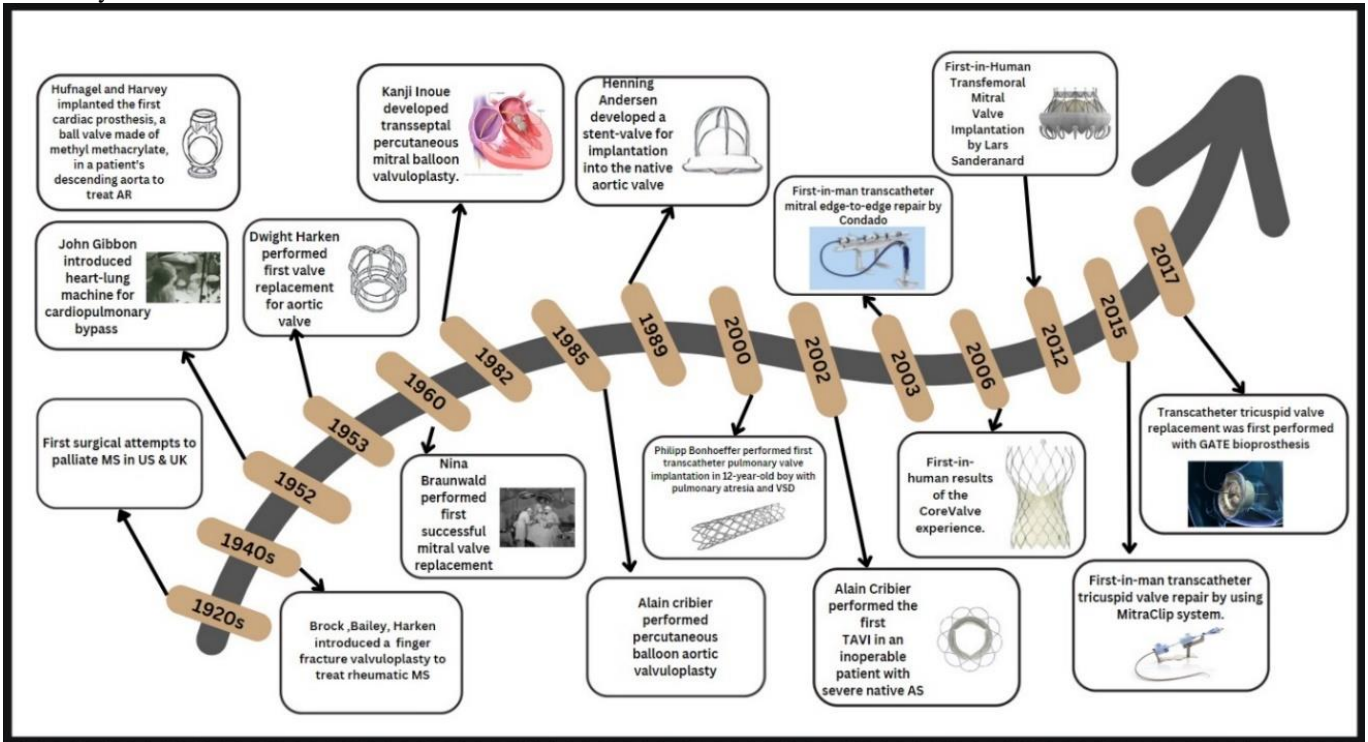 Hufnagel and Harvey
implanted the first
cardiac prosthesis, a
ball valve made of
methyl methacrylate,
in a patient's
descending aorta to
treat AR
John Gibbon
introduced
heart-lung
machine for
cardiopulmonary
bypass
First surgical attempts to
palliate MS in US & UK
Dwight Harken
performed
first valve
replacement
for aortic
valve
Kanji Inoue
developed
transseptal
percutaneous
mitral balloon
valvuloplasty.
Henning
Andersen
developed a
stent-valve for
implantation
into the native
aortic valve
First-in-man transcatheter
mitral edge-to-edge repair by
Condado
First-in-Human
Transfemoral
Mitral
Valve
Implantation
by Lars
Sanderanard
1920s
1940s
1952
1953
1960
1982
1985
1989
2000
2002
2003
2006
2012
2015
2017
Brock ,Bailey, Harken
introduced a finger
fracture valvuloplasty to
treat rheumatic MS
Nina
Braunwald
performed
first
successful
mitral valve
replacement
Alain cribier
performed
percutaneous
balloon aortic
valvuloplasty
Philipp Bonhoeffer performed first
transcatheter pulmonary valve
implantation in 12-year-old boy with
pulmonary atresia and VSD
Alain Cribier
performed the
first
TAVI in an
inoperable
patient with
severe native AS
First-in-
human results
of the
CoreValve
experience.
First-in-man transcatheter
tricuspid valve repair by using
MitraClip system.
Transcatheter tricuspid valve
replacement was first performed
with GATE bioprosthesis